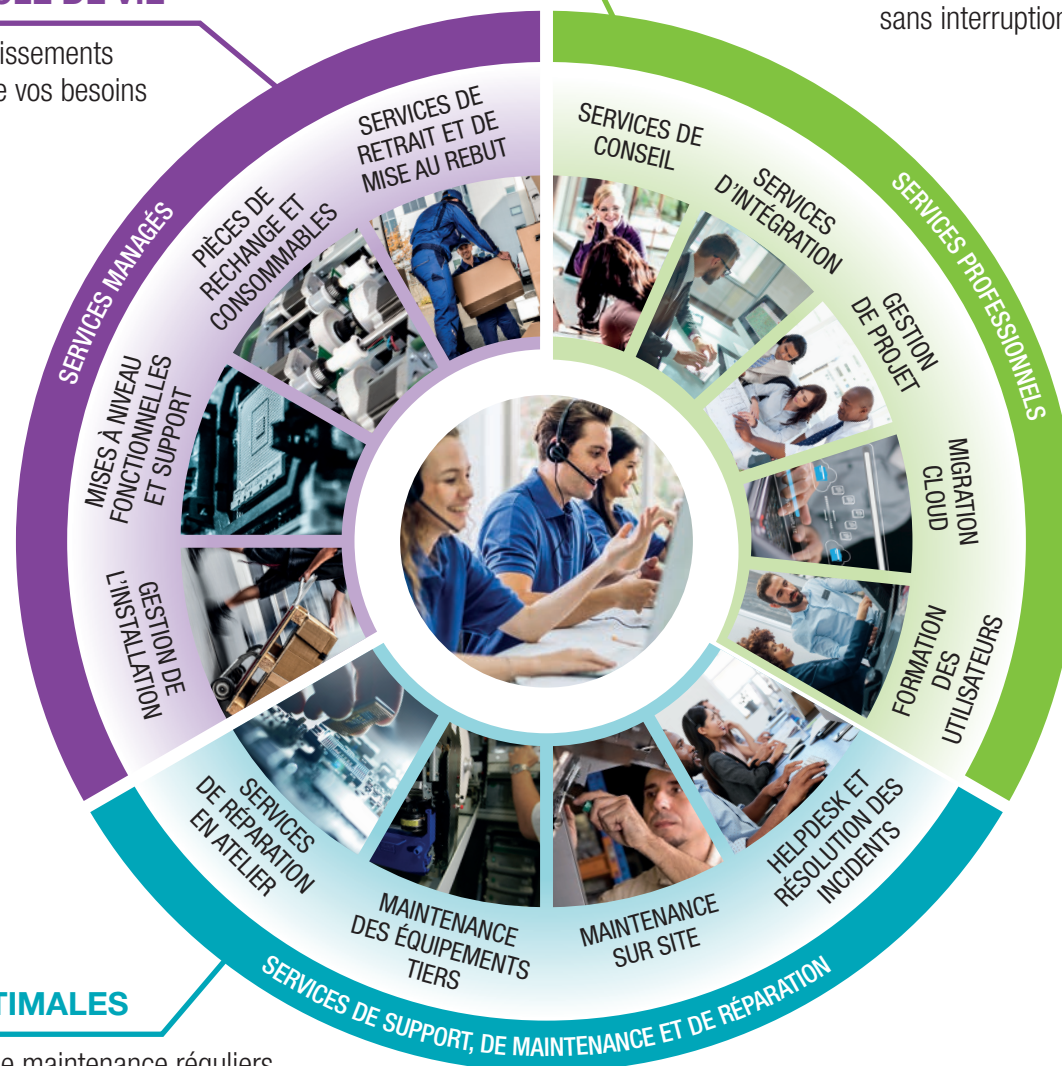 sans interruption
issements
e vos besoins
SERVICES MANAGÉS
SERVICES DE
RETRAIT ET DE
MISE AU REBUT
PIÈCES DE
RECHANGE ET
CONSOMMABLES
MISES À NIVEAU
FONCTIONNELLES
ET SUPPORT
GESTION DE
L'INSTALLATION
SERVICES PROFESSIONNELS
SERVICES DE
CONSEIL
SERVICES
D'INTÉGRATION
GESTION
DE PROJET
MIGRATION
CLOUD
FORMATION
DES
UTILISATEURS
HELPDESK ET
RÉSOLUTION DES
INCIDENTS
MAINTENANCE
SUR SITE
MAINTENANCE
DES ÉQUIPEMENTS
TIERS
SERVICES
DE RÉPARATION
EN ATELIER
SERVICES DE SUPPORT, DE MAINTENANCE ET DE RÉPARATION
TIMALES
e maintenance réguliers